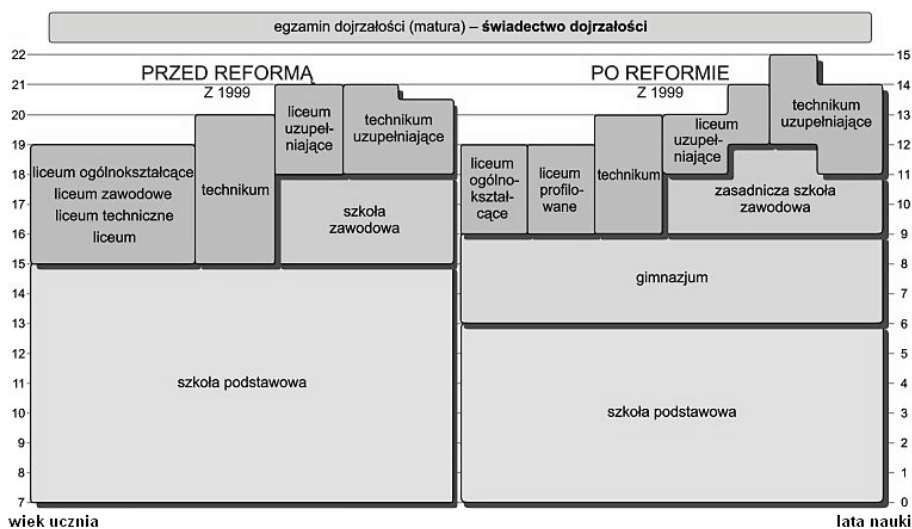 egzamin dojrzałości (matura) – świadectwo dojrzałości
PRZED REFORMĄ
Z 1999
PO REFORMIE
Z 1999
22
21
20
19
18
17
16
15
14
13
12
11
10
9
8
7
wiek ucznia
liceum ogólnokształcące
liceum zawodowe
liceum techniczne
liceum
technikum
liceum
uzupeł-
niające
technikum
uzupełniające
szkoła
zawodowa
szkoła podstawowa
liceum
ogólno-
kształ-
cące
liceum
profilo-
wane
technikum
liceum
uzupeł-
niające
technikum
uzupełniające
zasadnicza szkoła
zawodowa
gimnazjum
szkoła podstawowa
15
14
13
12
11
10
9
8
7
6
5
4
3
2
1
0
lata nauki